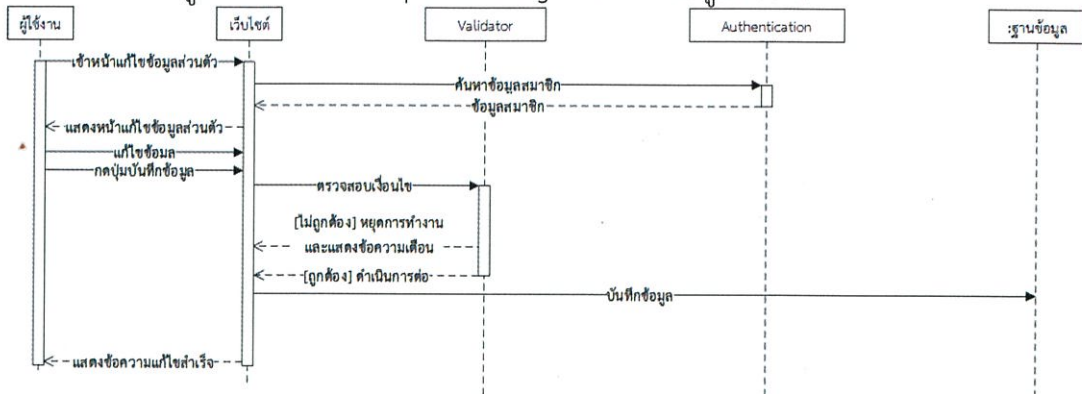 ผู้ใช้งาน
เว็บไซต์
Validator
Authentication
:ฐานข้อมูล
เข้าหน้าแก้ไขข้อมูลส่วนตัว
ค้นหาข้อมูลสมาชิก
ข้อมูลสมาชิก
แสดงหน้าแก้ไขข้อมูลส่วนตัว
แก้ไขข้อมูล
กดปุ่มบันทึกข้อมูล
ตรวจสอบเงื่อนไข
[ไม่ถูกต้อง] หยุดการทำงาน
และแสดงข้อความเตือน
[ถูกต้อง] ดำเนินการต่อ
บันทึกข้อมูล
แสดงข้อความแก้ไขสำเร็จ